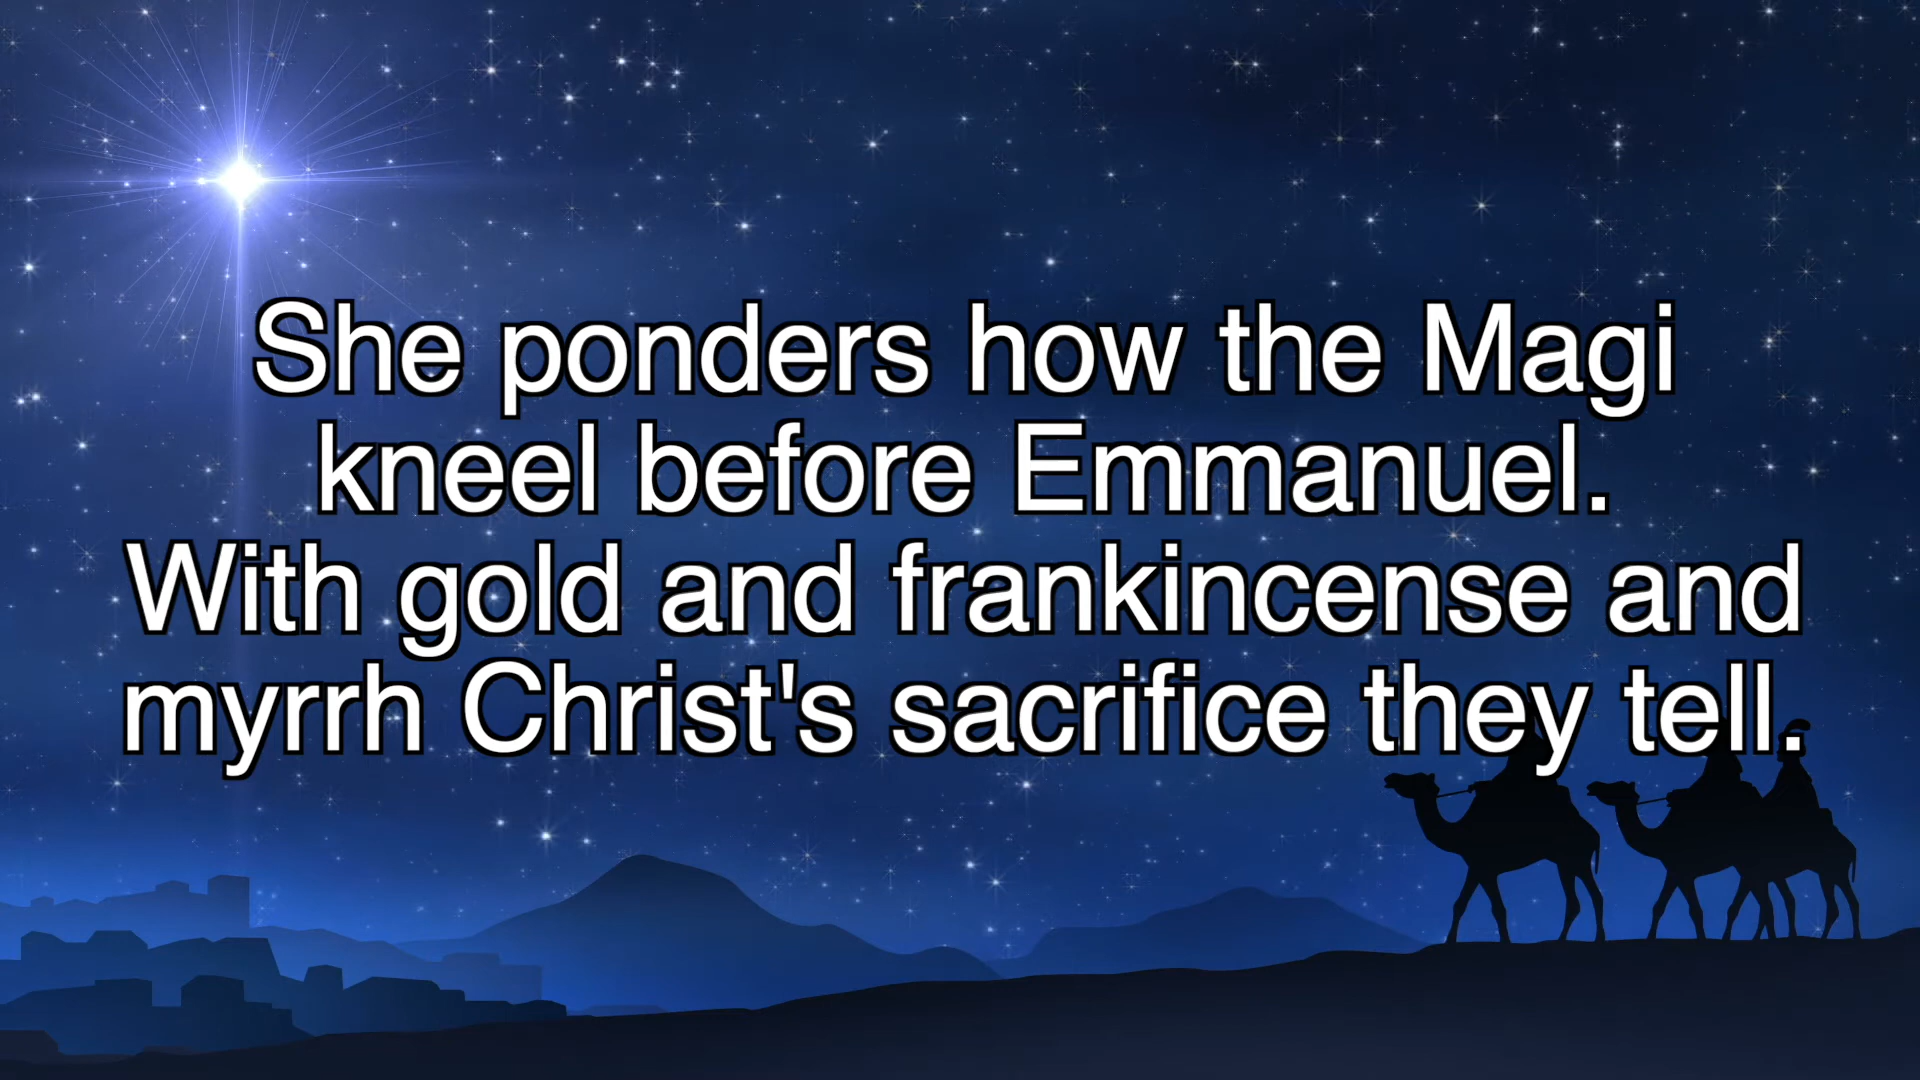 She ponders how the Magi
kneel before Emmanuel.
With gold and frankincense and
myrrh Christ's sacrifice they tell.